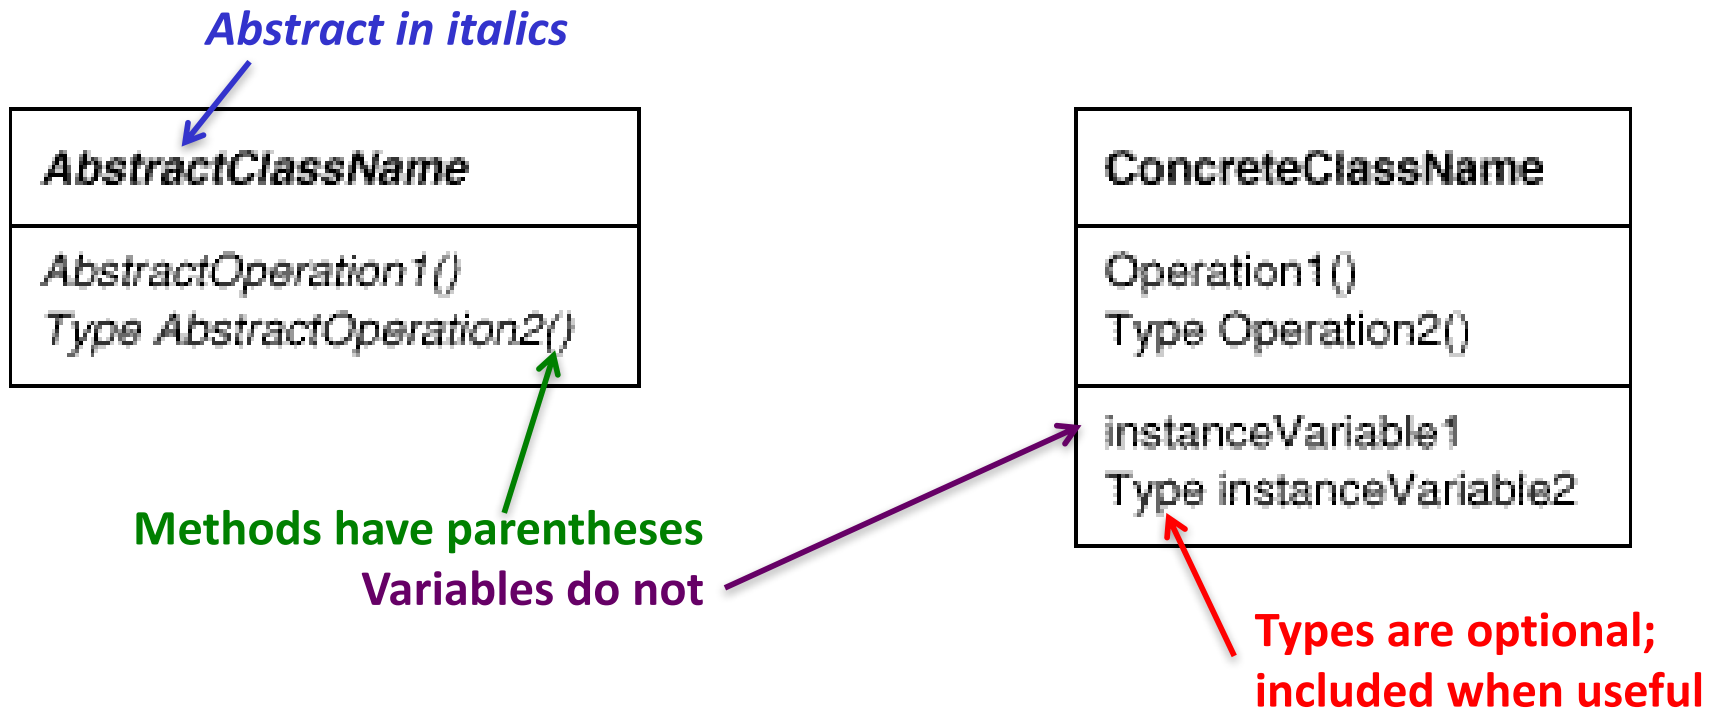 Abstract in italics
AbstractClassName
AbstractOperation1()
Type AbstractOperation2()
Methods have parentheses
Variables do not
ConcreteClassName
Operation1()
Type Operation2()
instanceVariable1
Type instanceVariable2
Types are optional;
included when useful